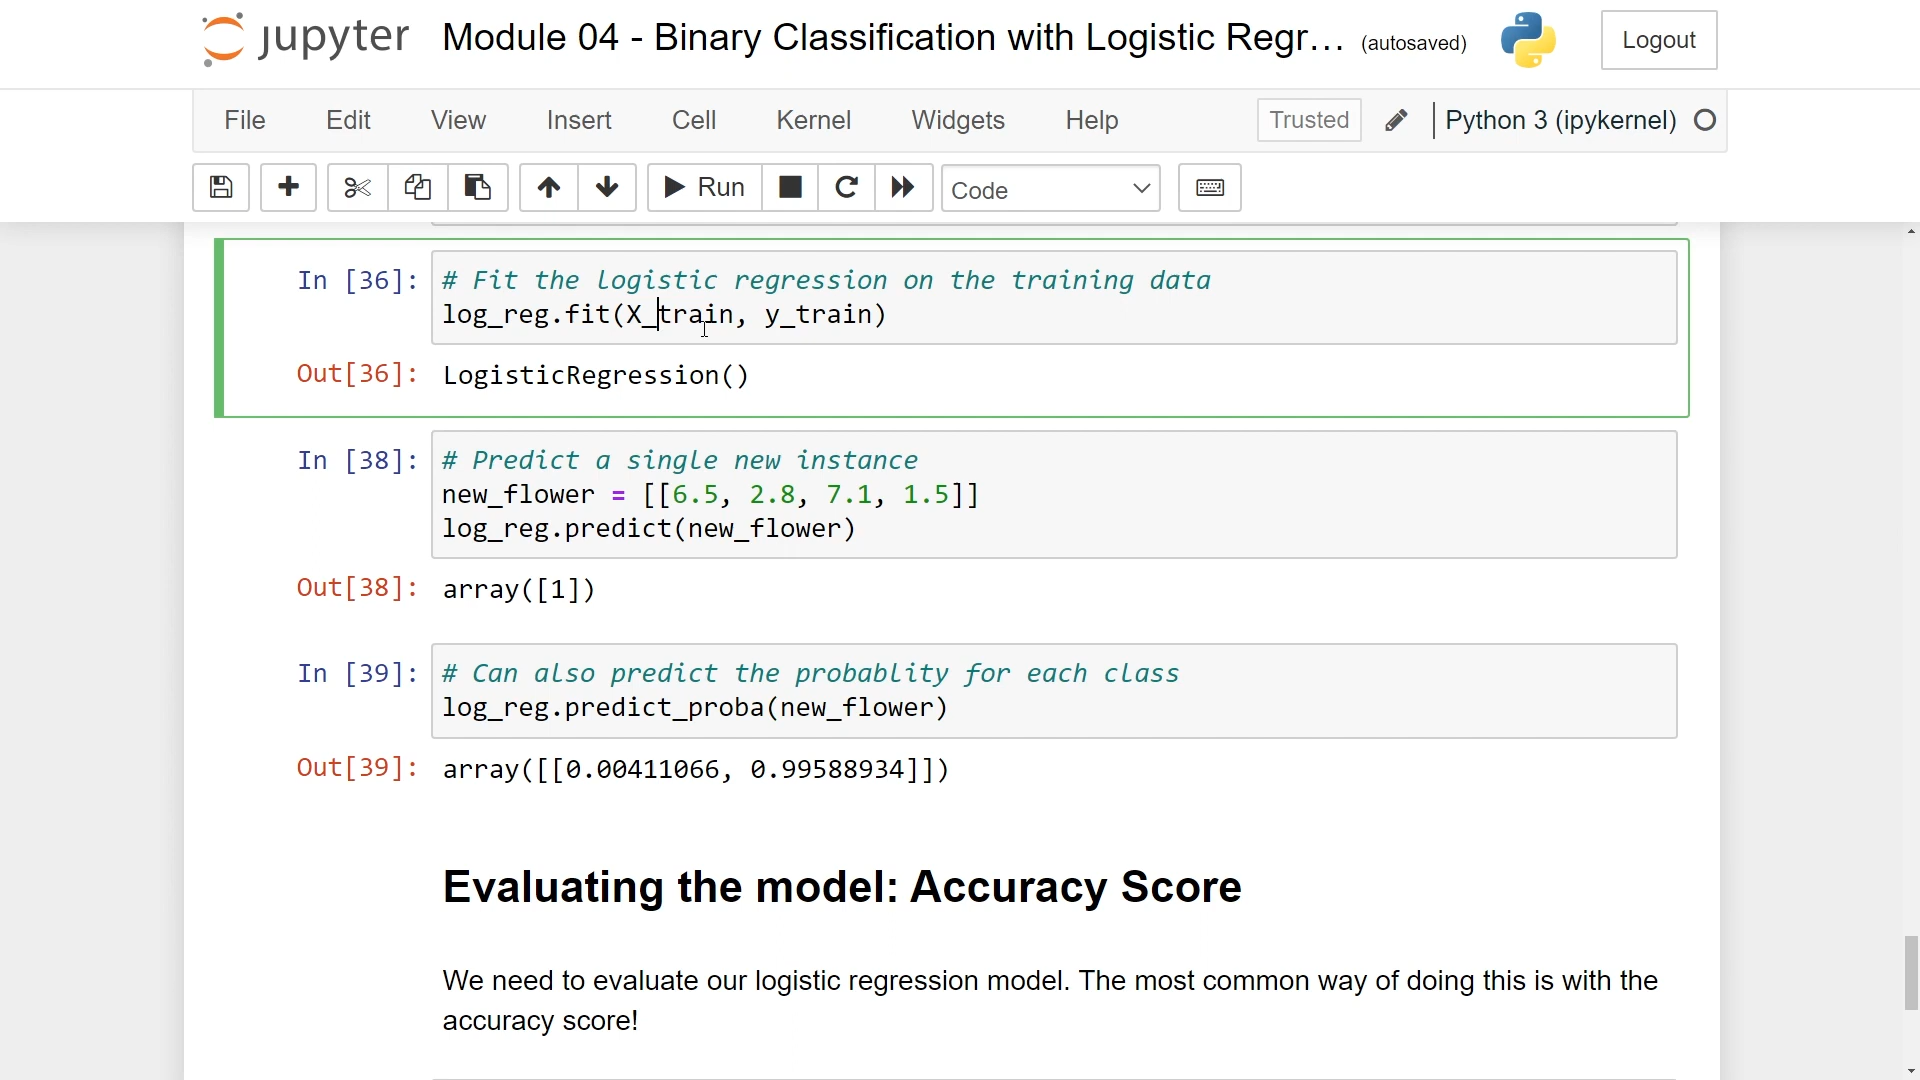 jupyter Module 04 - Binary Classification with Logistic Regr... (autosaved) Logout
File Edit View Insert Cell Kernel Widgets Help Trusted Python 3 (ipykernel)
Run Code
In [36]: # Fit the logistic regression on the training data
log_reg.fit(X_train, y_train)
Out[36]: LogisticRegression()
In [38]: # Predict a single new instance
new_flower = [[6.5, 2.8, 7.1, 1.5]]
log_reg.predict(new_flower)
Out[38]: array([1])
In [39]: # Can also predict the probablity for each class
log_reg.predict_proba(new_flower)
Out[39]: array([[0.00411066, 0.99588934]])
Evaluating the model: Accuracy Score
We need to evaluate our logistic regression model. The most common way of doing this is with the
accuracy score!